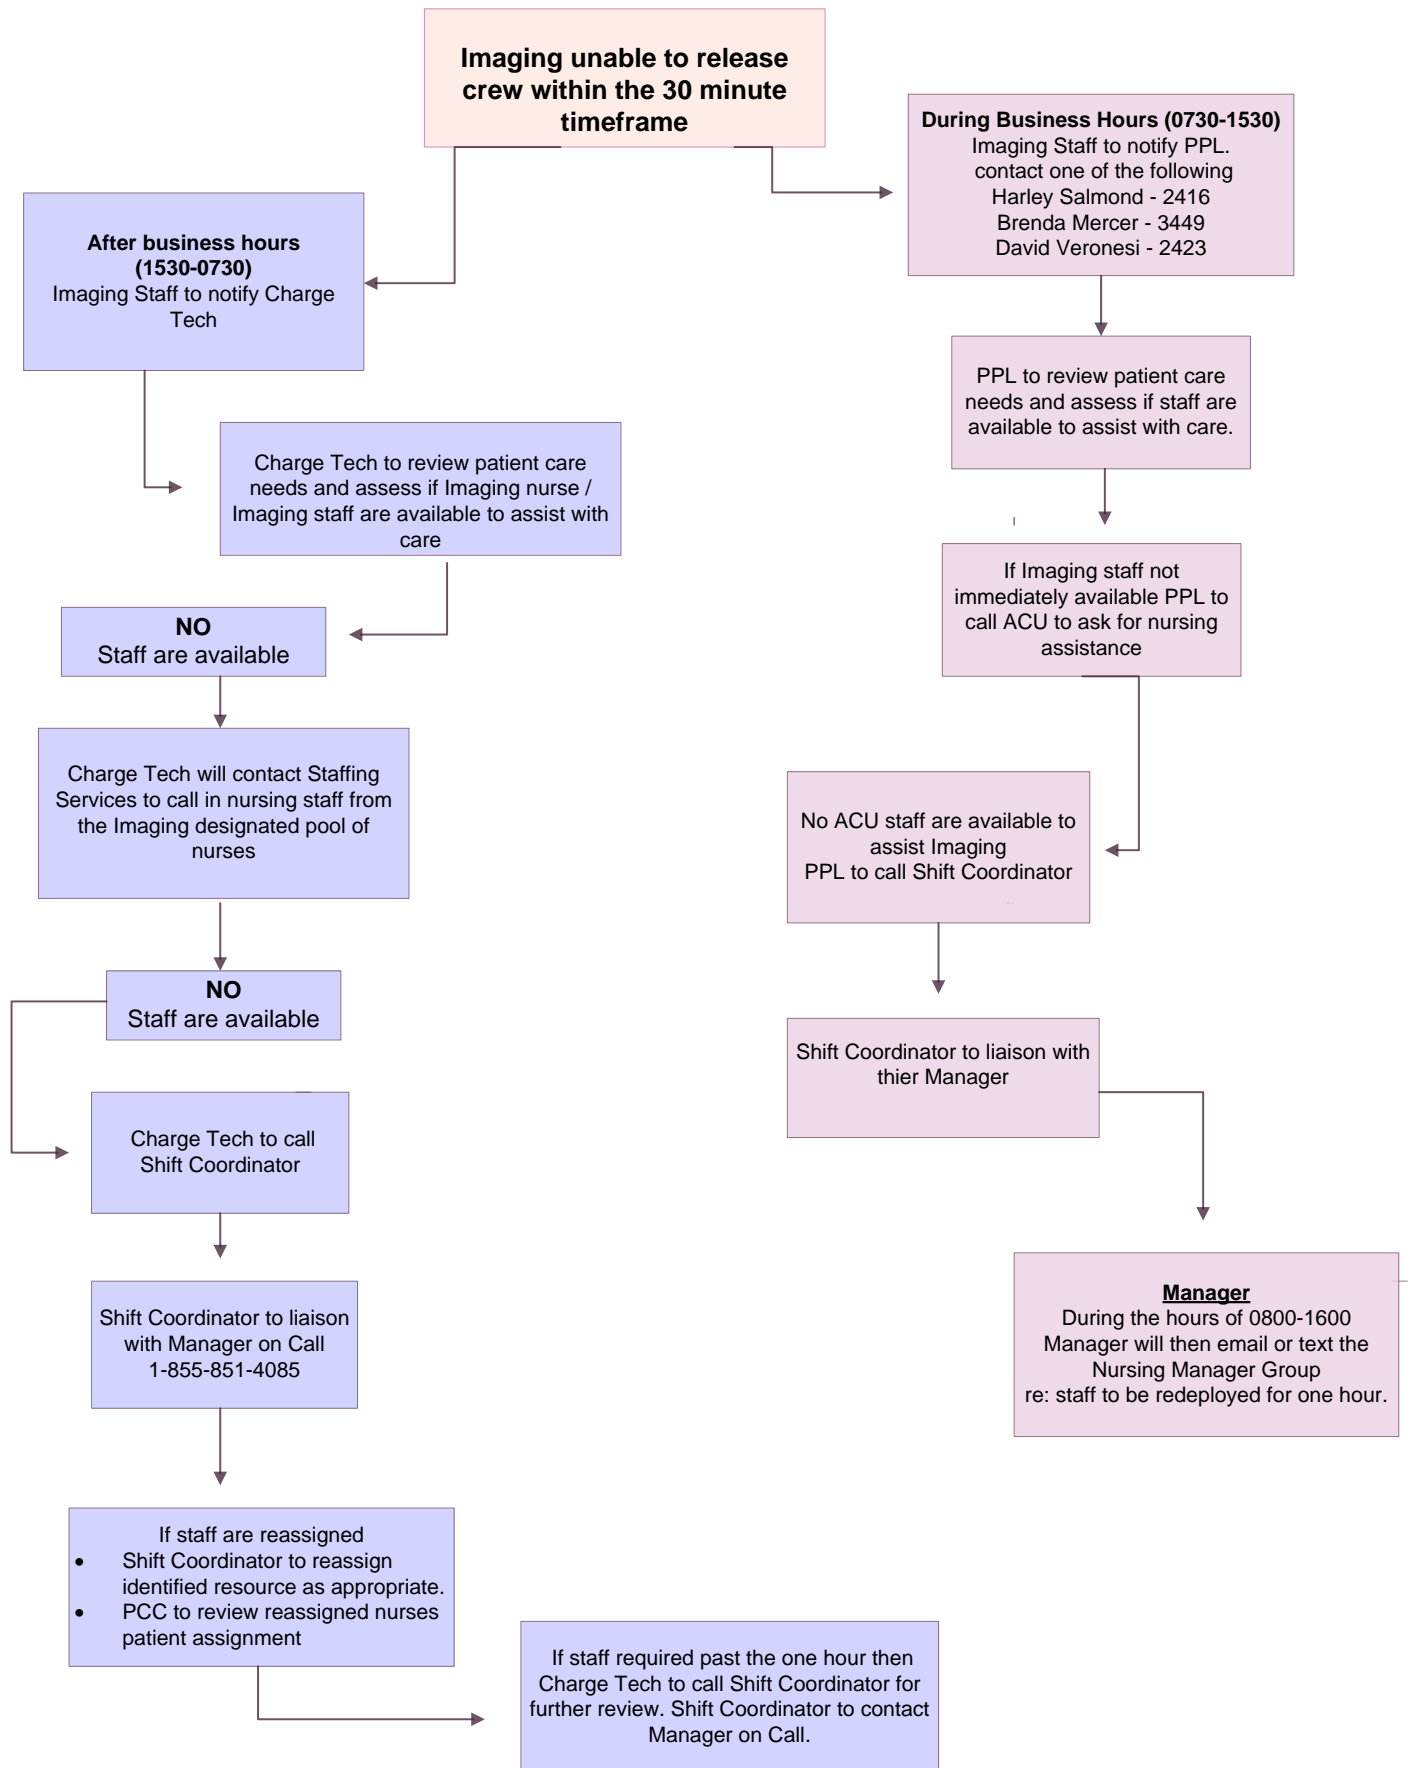 Imaging unable to release
crew within the 30 minute
timeframe
During Business Hours (0730-1530)
Imaging Staff to notify PPL.
contact one of the following
Harley Salmond - 2416
Brenda Mercer - 3449
David Veronesi - 2423
After business hours
(1530-0730)
Imaging Staff to notify Charge
Tech
PPL to review patient care
needs and assess if staff are
available to assist with care.
Charge Tech to review patient care
needs and assess if Imaging nurse /
Imaging staff are available to assist with
care
If Imaging staff not
immediately available PPL to
call ACU to ask for nursing
assistance
NO
Staff are available
Charge Tech will contact Staffing
Services to call in nursing staff from
the Imaging designated pool of
nurses
No ACU staff are available to
assist Imaging
PPL to call Shift Coordinator
NO
Staff are available
Shift Coordinator to liaison with
thier Manager
Charge Tech to call
Shift Coordinator
Manager
During the hours of 0800-1600
Manager will then email or text the
Nursing Manager Group
re: staff to be redeployed for one hour.
Shift Coordinator to liaison
with Manager on Call
1-855-851-4085
If staff are reassigned
• Shift Coordinator to reassign
identified resource as appropriate.
• PCC to review reassigned nurses
patient assignment
If staff required past the one hour then
Charge Tech to call Shift Coordinator for
further review. Shift Coordinator to contact
Manager on Call.